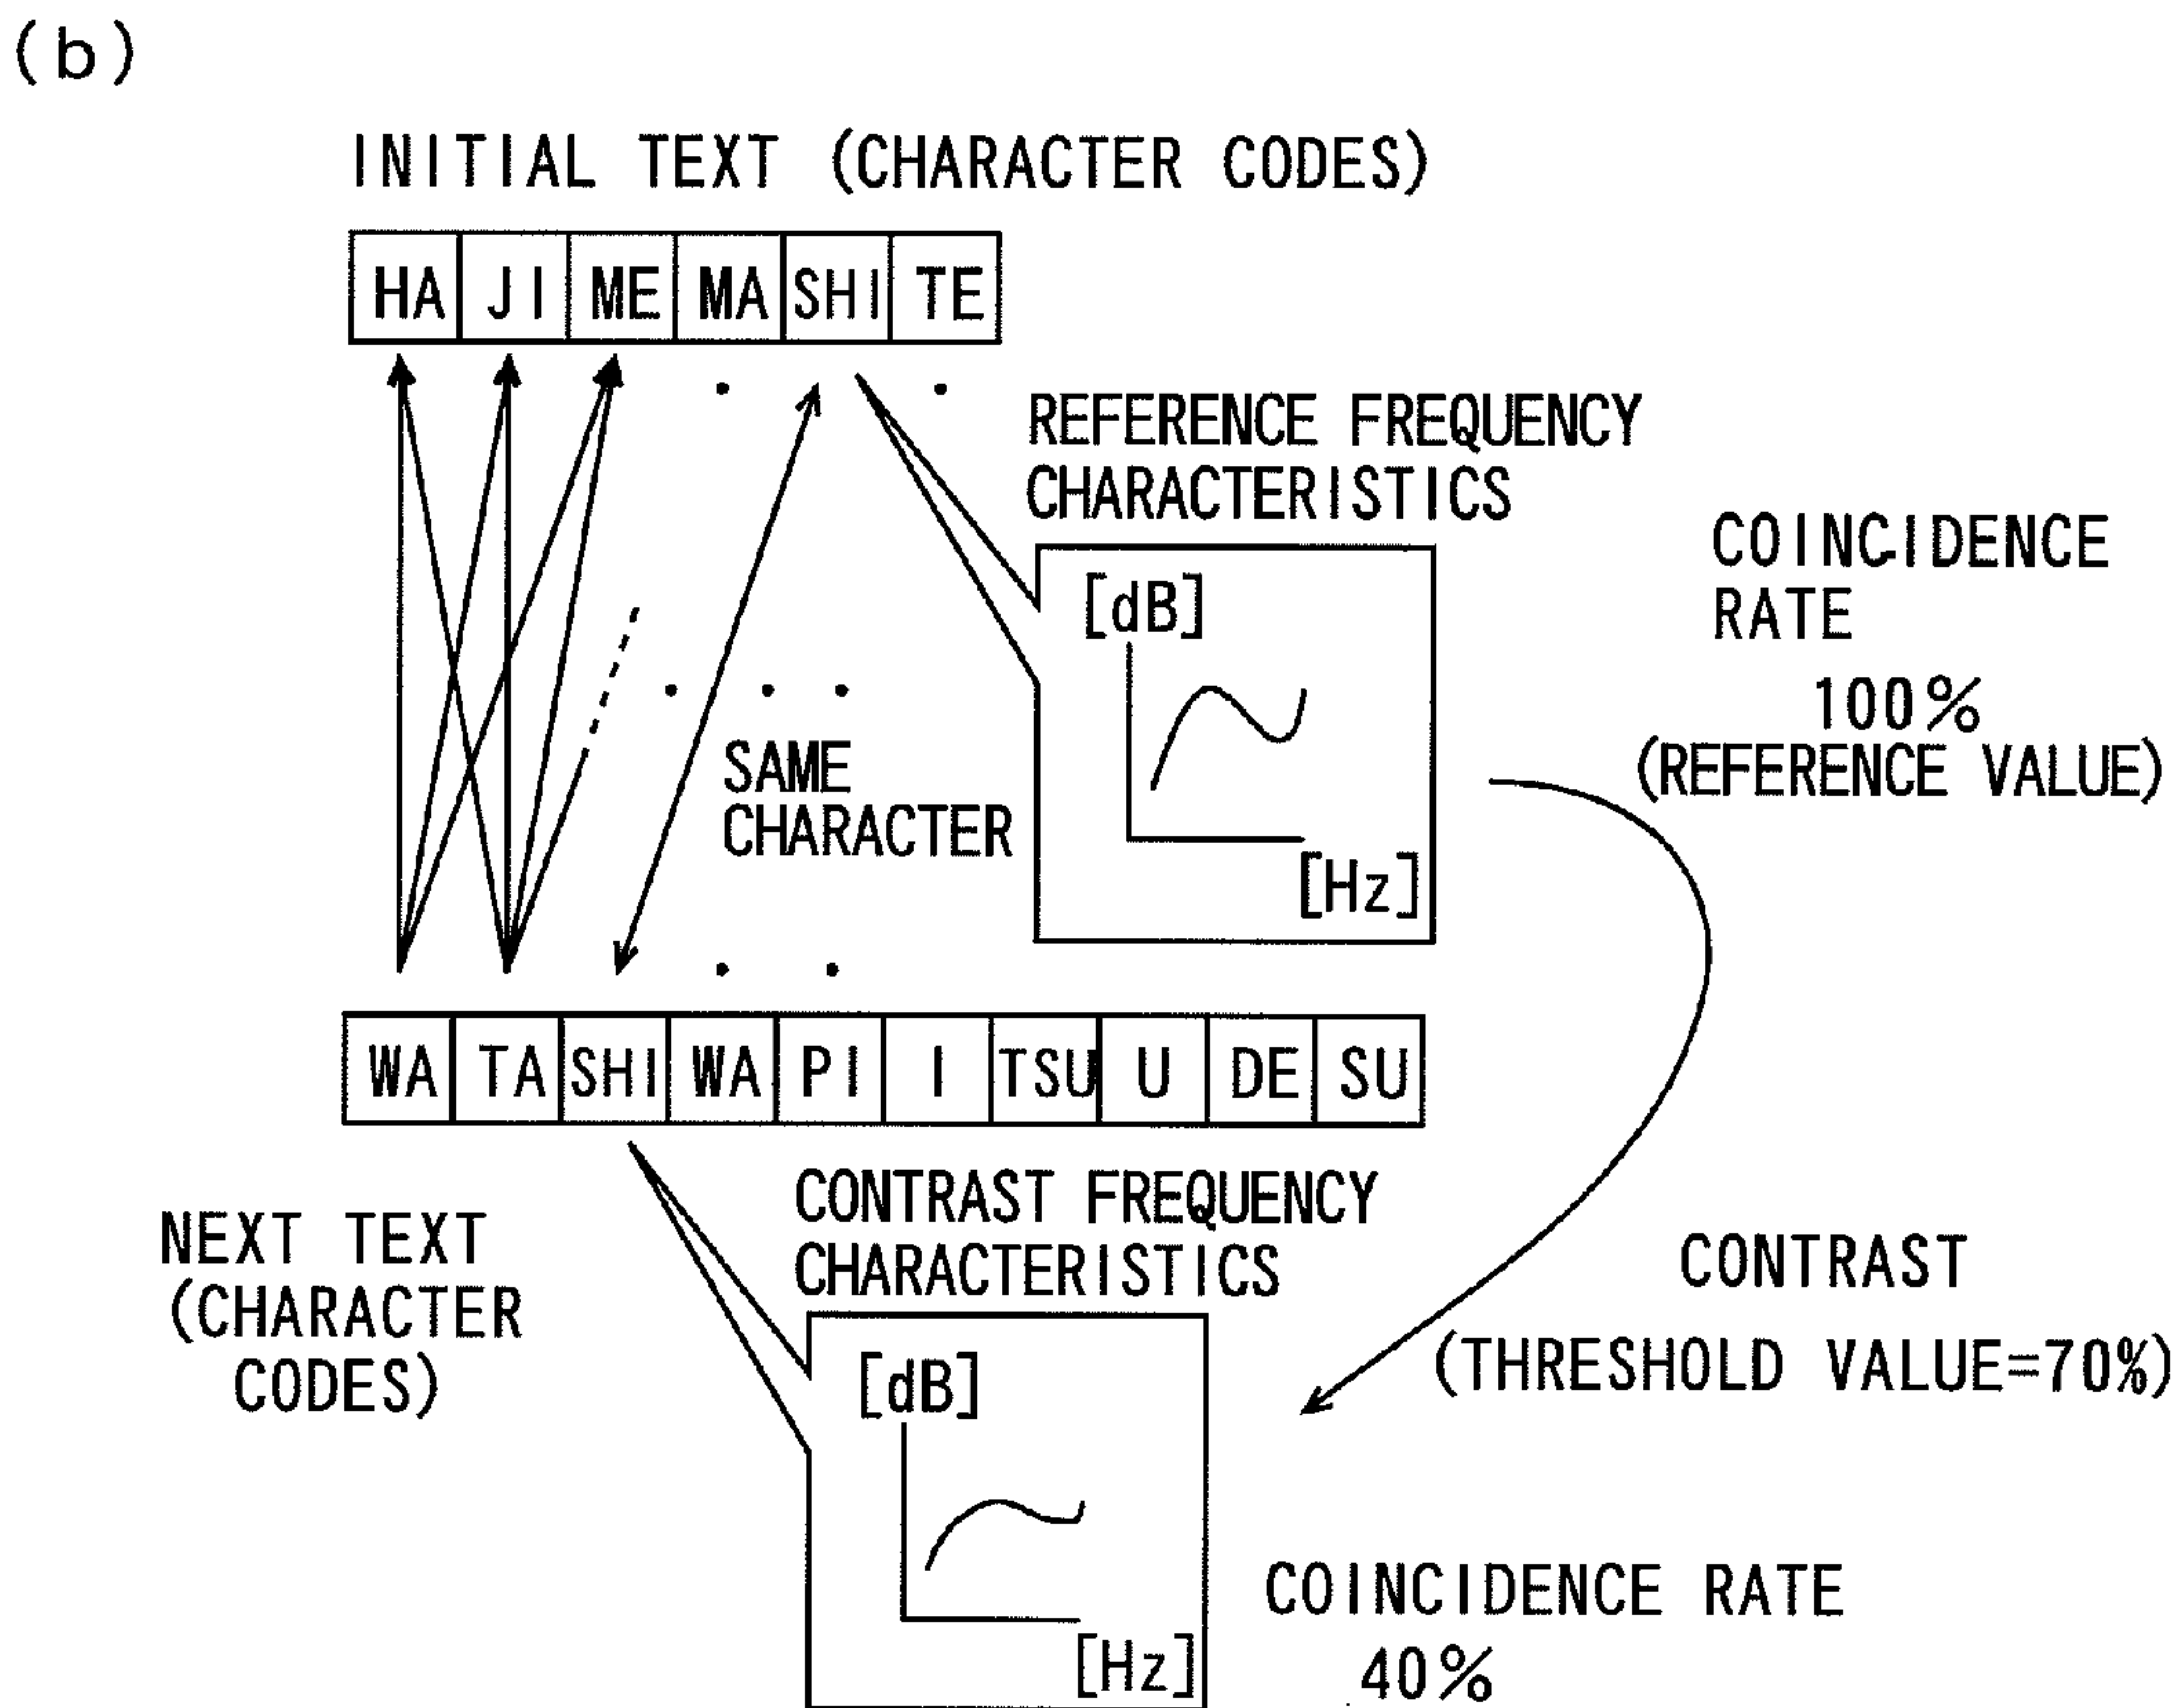 (b)
INITIAL TEXT (CHARACTER CODES)
HA JI ME MA SHI TE
REFERENCE FREQUENCY
CHARACTERISTICS
[dB]
[Hz]
COINCIDENCE
RATE
100%
(REFERENCE VALUE)
SAME
CHARACTER
WA TA SHI WA PI I TSU U DE SU
NEXT TEXT
(CHARACTER
CODES)
CONTRAST FREQUENCY
CHARACTERISTICS
[dB]
[Hz]
CONTRAST
(THRESHOLD VALUE=70%)
COINCIDENCE RATE
40%